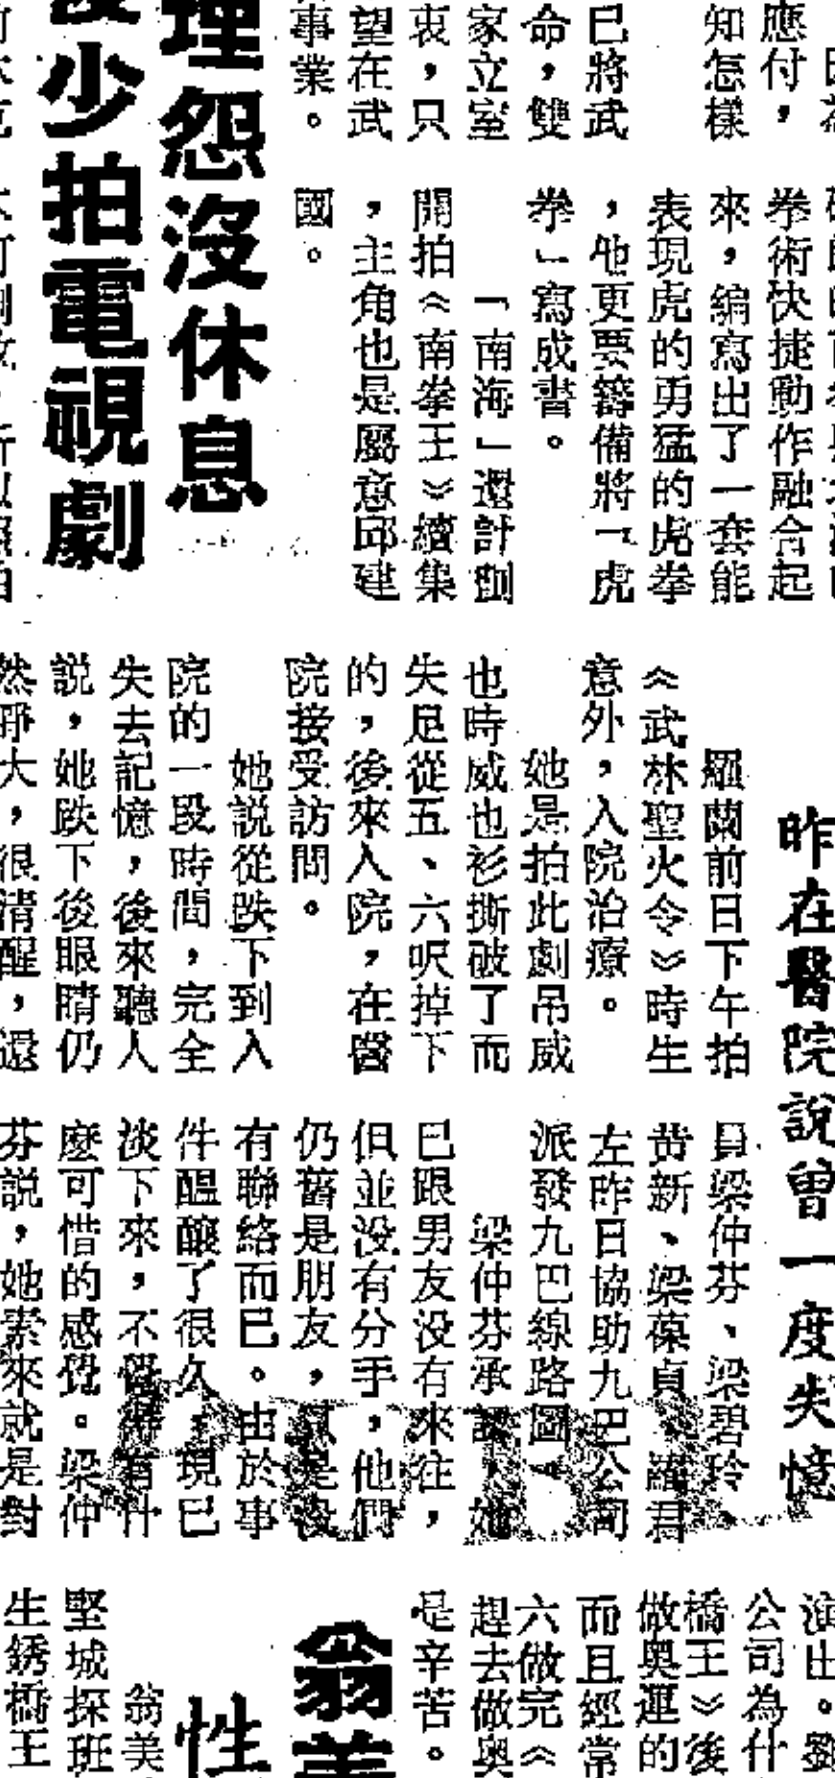 應付,
知怎樣
已將武
命,雙
家立室
衷,只
望在武
事業。
拳術快捷動作融合起
來,編寫出了一套能
表現虎的勇猛的虎拳
,他更要籌備將「虎
拳」寫成書。
「南海」還計劃
開拍《南拳王》續集
,主角也是屬意邱建
國。
理怨沒休息
少拍電視劇
昨在醫院說曾一度失憶
羅蘭前日下午拍
《武林聖火令》時生
意外,入院治療。
她是拍此劇吊威
也時威也衫撕破了而
失足從五、六呎掉下
的,後來入院,在醫
院接受訪問。
她說從跌下到入
院的一段時間,完全
失去記憶,後來聽人
說,她跌下後眼睛仍
然睜大,很清醒,還
員梁仲芬、梁碧玲、
黃新、梁葆貞、羅君
左昨日協助九巴公司
派發九巴線路圖。
梁仲芬承認,她
已跟男友沒有來往,
但並沒有分手,他們
仍舊是朋友,是沒
有聯絡而已。由於事
件醞釀了很久,現已
淡下來,不覺得有什
麼可惜的感覺。梁仲
芬說,她素來就是對
演出。劉
公司為什
橋王》後
做奧運的
而且經常
六做完《
趕去做奧
是辛苦。
翁美
性
翁美
堅城探班
生銹橋王